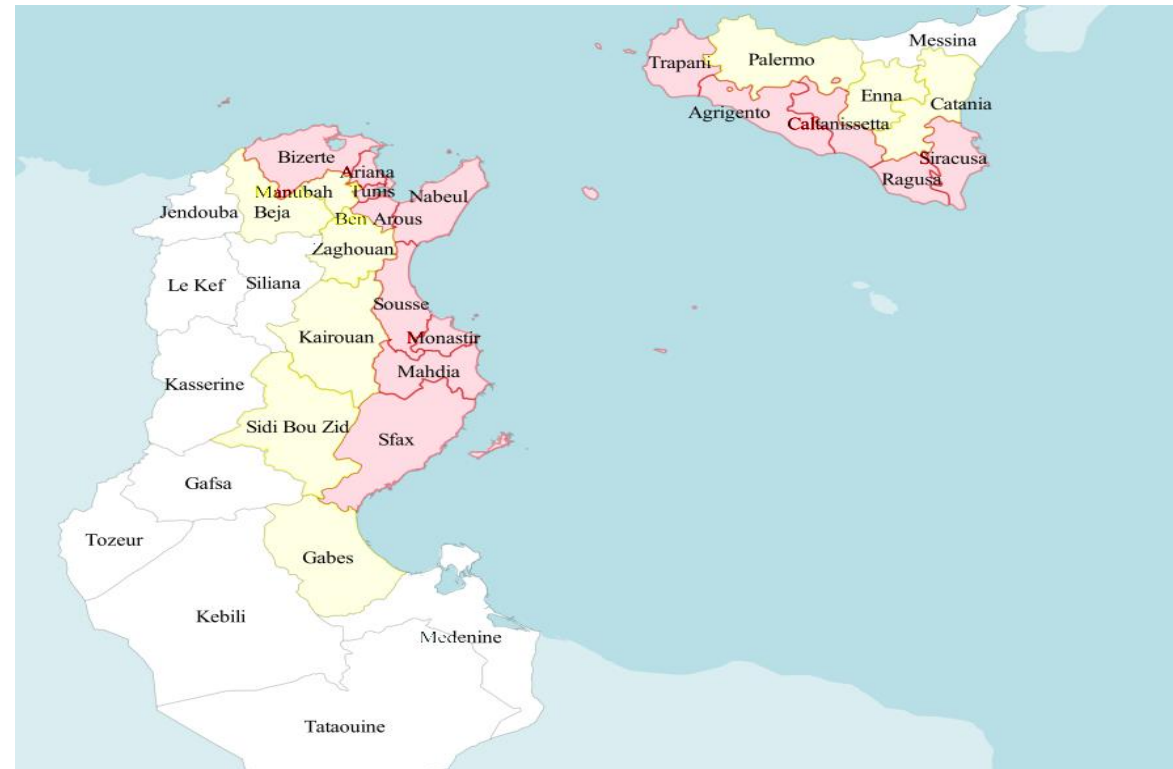 Messina
Palermo
Trapani
Enna
Catania
Agrigento
Caltanissetta
Siracusa
Ragusa
Bizerte
Ariana
Tunis
Manubah
Nabeul
Jendouba
Beja
Ben Arous
Zaghouan
Le Kef
Siliana
Sousse
Kairouan
Monastir
Mahdia
Kasserine
Sidi Bou Zid
Sfax
Gafsa
Tozeur
Gabes
Kebili
Medenine
Tataouine